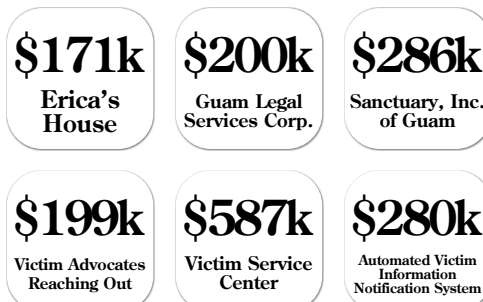 $171k
Erica's
House
$200k
Guam Legal
Services Corp.
$286k
Sanctuary, Inc.
of Guam
$199k
Victim Advocates
Reaching Out
$587k
Victim Service
Center
$280k
Automated Victim
Information
Notification System